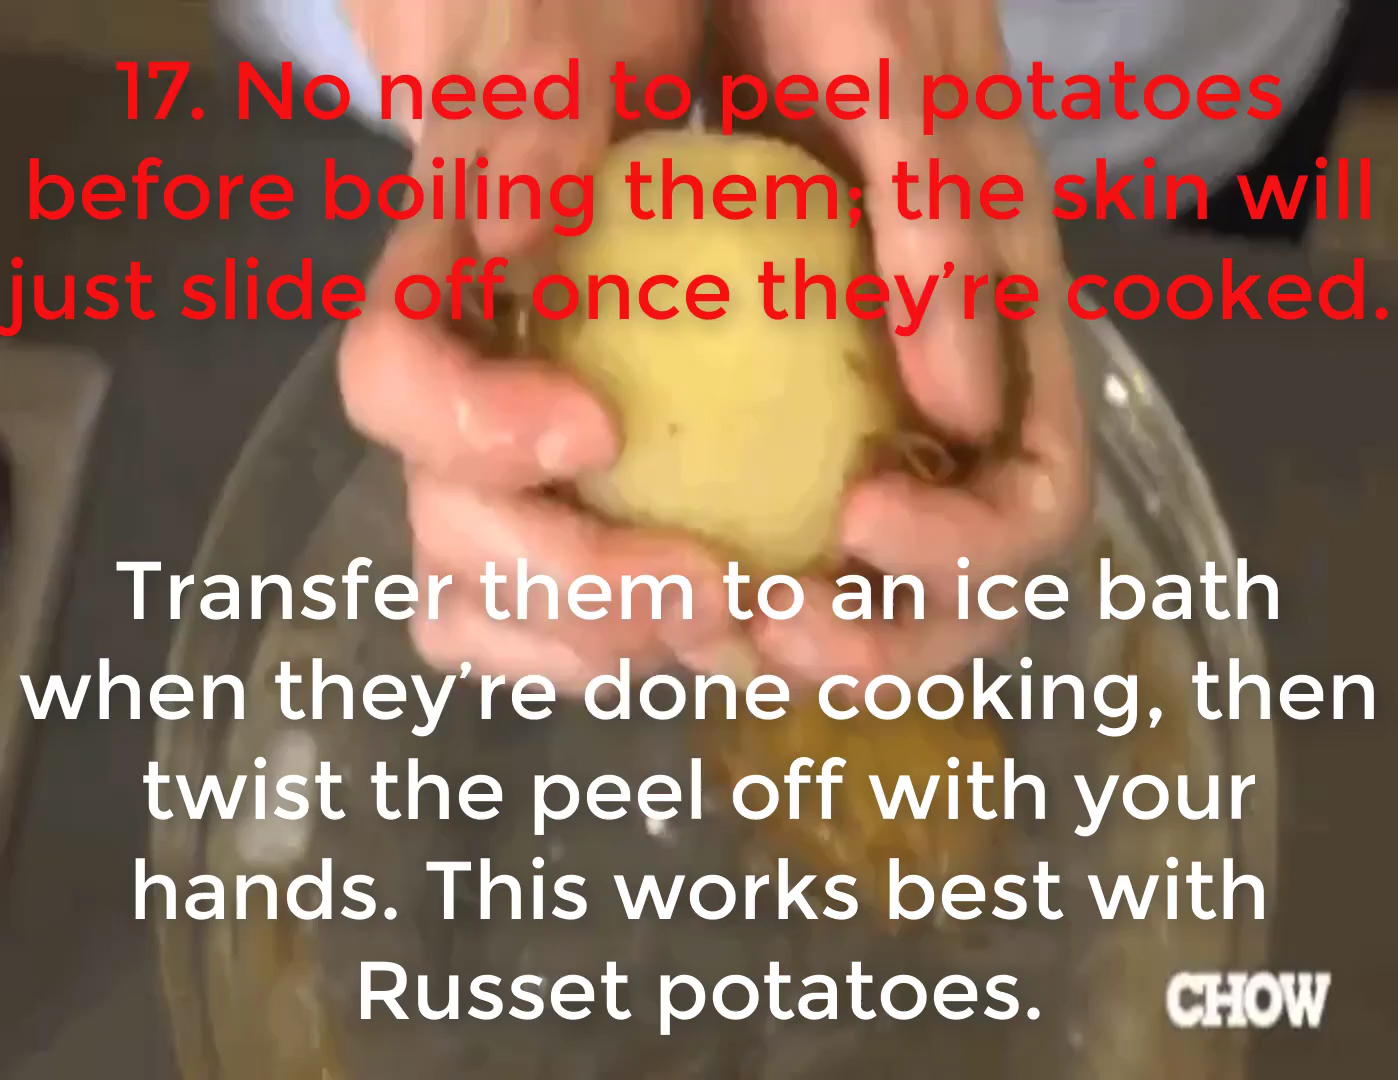 17. No need to peel potatoes
before boiling them; the skin will
just slide off once they’re cooked.
Transfer them to an ice bath
when they’re done cooking, then
twist the peel off with your
hands. This works best with
Russet potatoes.
CHOW